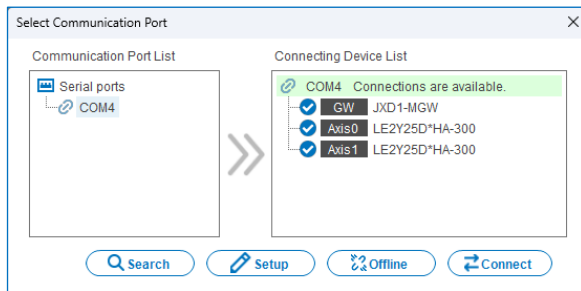 Select Communication Port
Communication Port List
Serial ports
COM4
Connecting Device List
COM4 Connections are available.
GW JXD1-MGW
Axis0 LE2Y25D*HA-300
Axis1 LE2Y25D*HA-300
Search
Setup
Offline
Connect